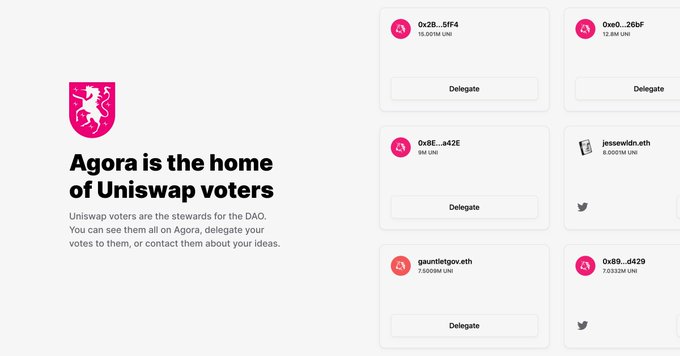 Agora is the home
of Uniswap voters
Uniswap voters are the stewards for the DAO.
You can see them all on Agora, delegate your
votes to them, or contact them about your ideas.
0x2B...5fF4
15.001M UNI
Delegate
0xe0...26bF
12.8M UNI
Delegate
0x8E...a42E
9M UNI
Delegate
jessewldn.eth
8.0001M UNI
gauntletgov.eth
7.5009M UNI
Delegate
0x89...d429
7.0332M UNI